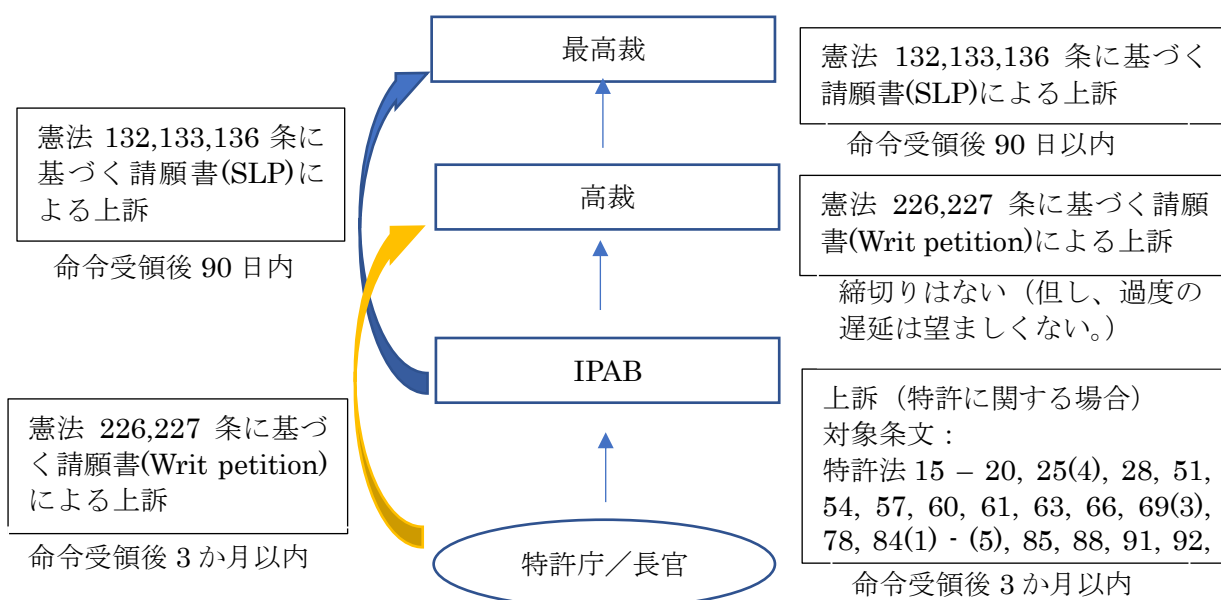 最高裁
憲法 132,133,136 条に基づく
請願書(SLP)による上訴
命令受領後 90 日以内
憲法 132,133,136 条に
基づく請願書(SLP)に
よる上訴
命令受領後 90 日内
高裁
憲法 226,227 条に基づく請願
書(Writ petition)による上訴
締切りはない（但し、過度の
遅延は望ましくない。）
IPAB
憲法 226,227 条に基づ
く請願書(Writ petition)
による上訴
命令受領後 3 か月以内
上訴（特許に関する場合）
対象条文：
特許法 15 – 20, 25(4), 28, 51,
54, 57, 60, 61, 63, 66, 69(3),
78, 84(1) - (5), 85, 88, 91, 92,
命令受領後 3 か月以内
特許庁／長官